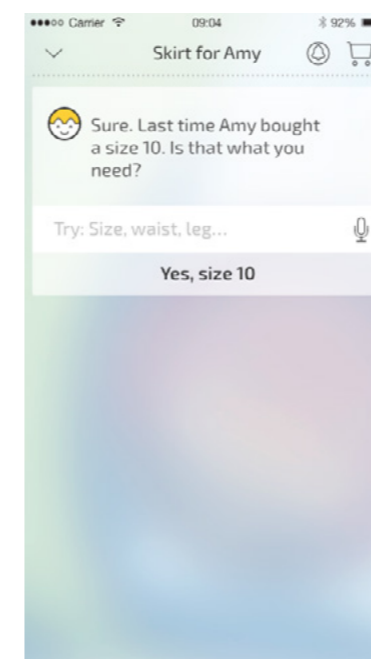 Carrier 09:04 92%
Skirt for Amy
Sure. Last time Amy bought
a size 10. Is that what you
need?
Try: Size, waist, leg...
Yes, size 10